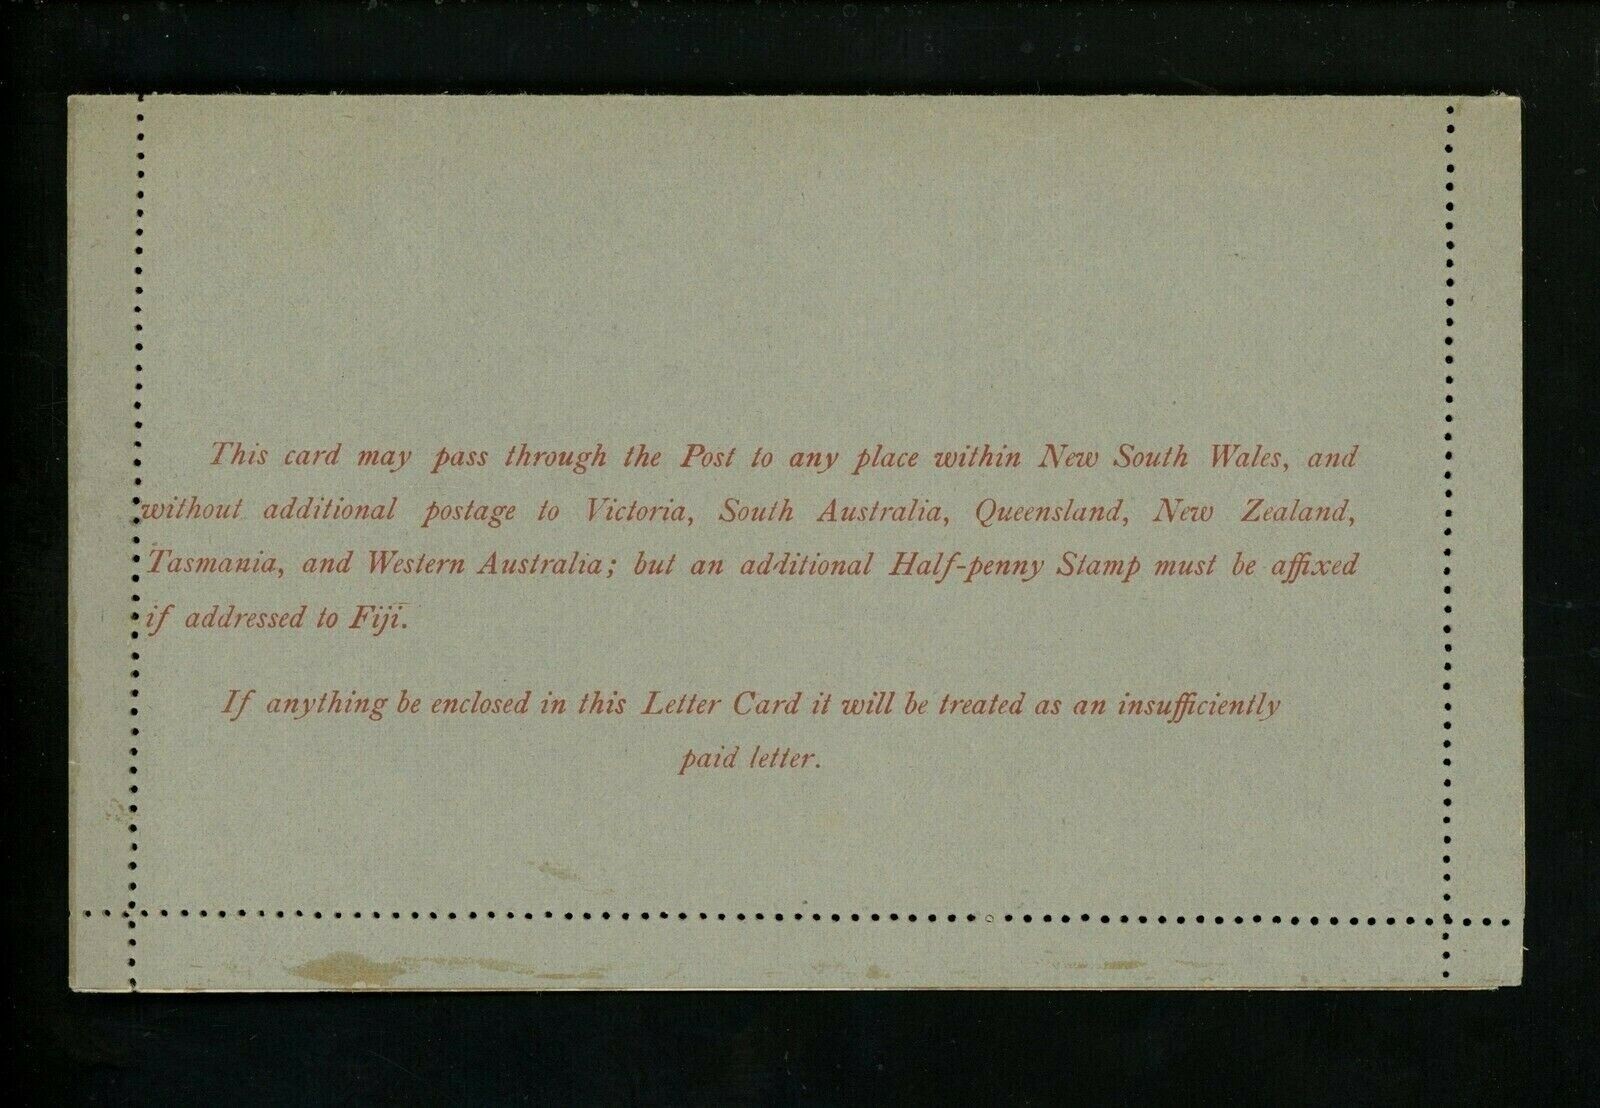 This card may pass through the Post to any place within New South Wales, and
without additional postage to Victoria, South Australia, Queensland, New Zealand,
Tasmania, and Western Australia; but an additional Half-penny Stamp must be affixed
if addressed to Fiji.
If anything be enclosed in this Letter Card it will be treated as an insufficiently
paid letter.